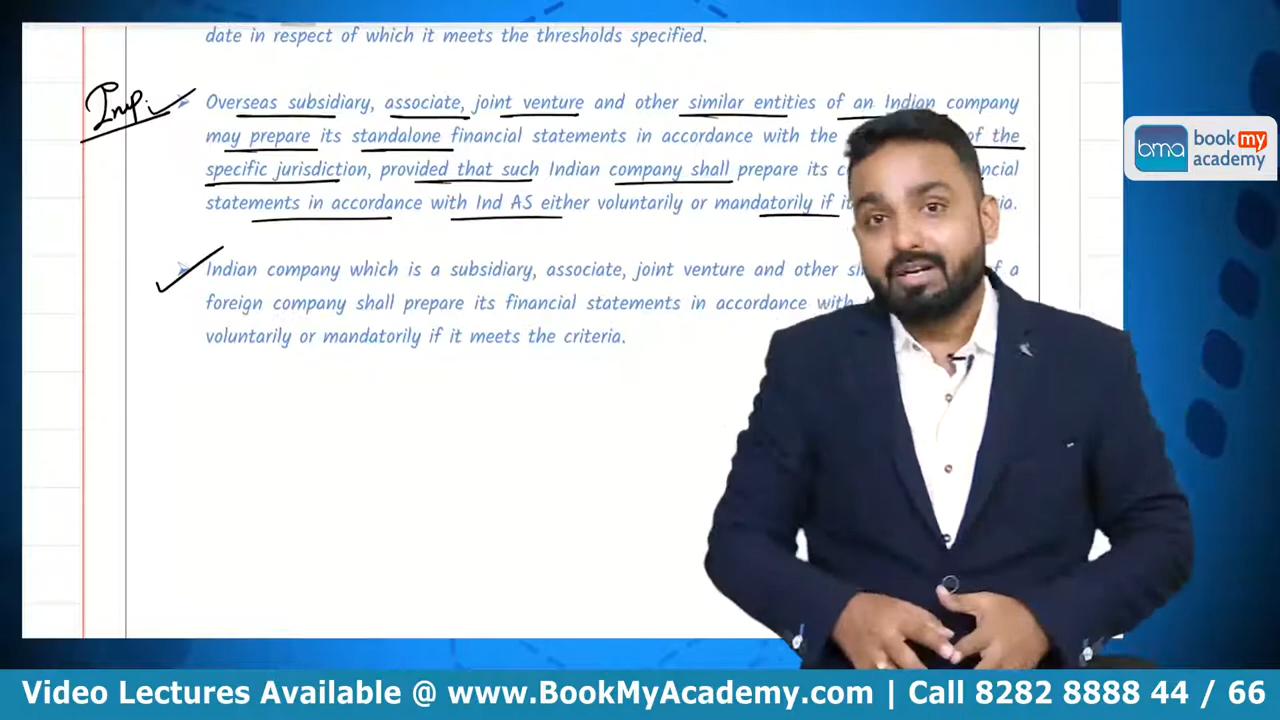 date in respect of which it meets the thresholds specified.
Imp:
Overseas subsidiary, associate, joint venture and other similar entities of an Indian company
may prepare its standalone financial statements in accordance with the of the
specific jurisdiction, provided that such Indian company shall prepare its
statements in accordance with Ind AS either voluntarily or mandatorily if
Indian company which is a subsidiary, associate, joint venture and other of a
foreign company shall prepare its financial statements in accordance with
voluntarily or mandatorily if it meets the criteria.
bma
book my
academy
Video Lectures Available @ www.BookMyAcademy.com | Call 8282 8888 44 / 66